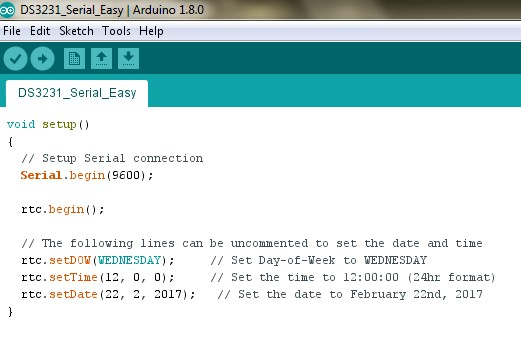 DS3231_Serial_Easy | Arduino 1.8.0
File Edit Sketch Tools Help
DS3231_Serial_Easy
void setup()
{
  // Setup Serial connection
  Serial.begin(9600);
  rtc.begin();
  // The following lines can be uncommented to set the date and time
  rtc.setDOW(WEDNESDAY);     // Set Day-of-Week to WEDNESDAY
  rtc.setTime(12, 0, 0);     // Set the time to 12:00:00 (24hr format)
  rtc.setDate(22, 2, 2017);   // Set the date to February 22nd, 2017
}